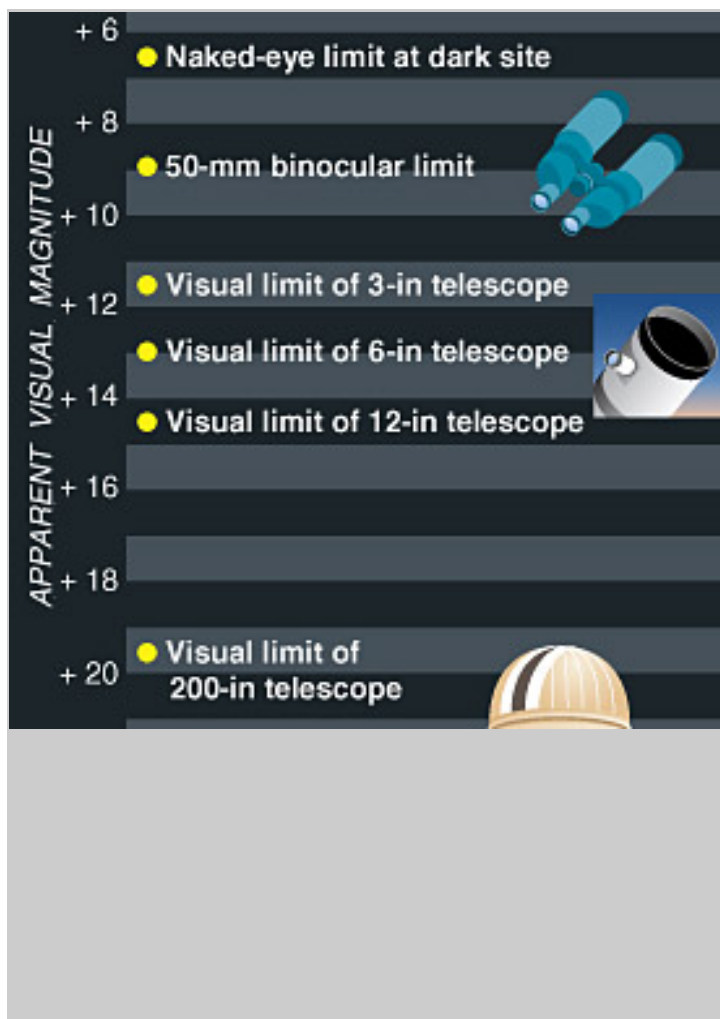 + 6
Naked-eye limit at dark site
+ 8
50-mm binocular limit
+ 10
Visual limit of 3-in telescope
+ 12
Visual limit of 6-in telescope
+ 14
Visual limit of 12-in telescope
+ 16
+ 18
Visual limit of
+ 20
200-in telescope
APPARENT VISUAL MAGNITUDE